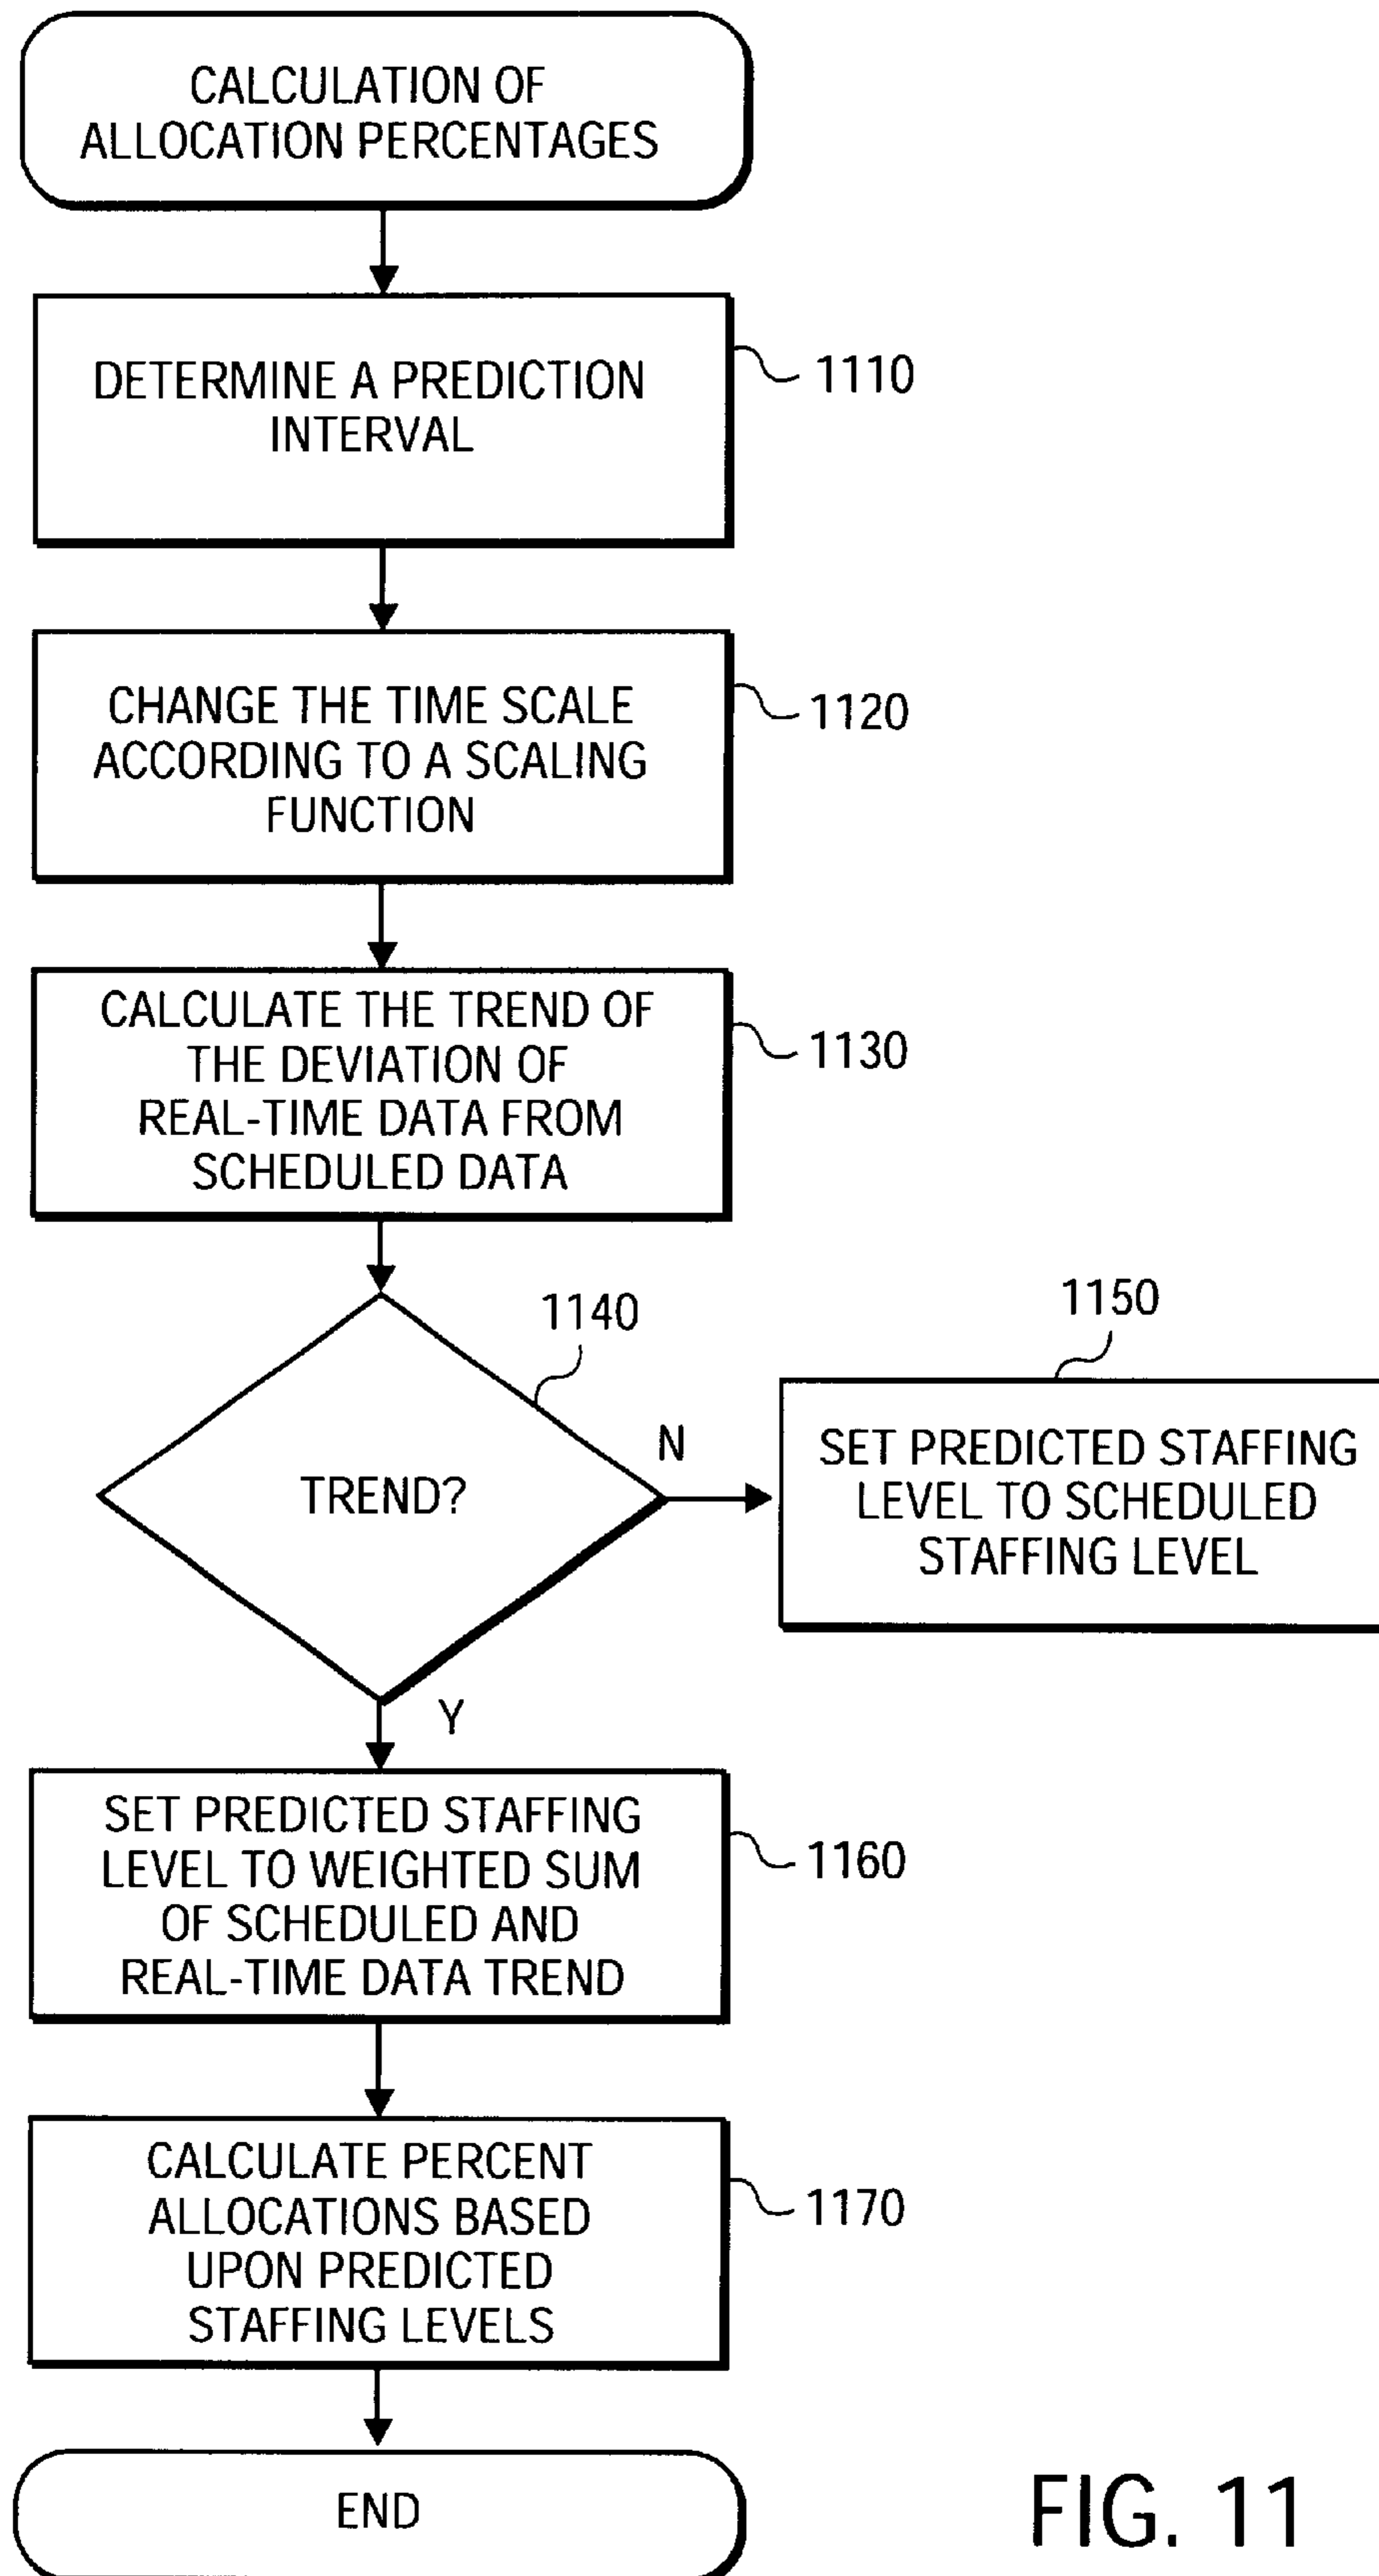 CALCULATION OF
ALLOCATION PERCENTAGES
DETERMINE A PREDICTION
INTERVAL
1110
CHANGE THE TIME SCALE
ACCORDING TO A SCALING
FUNCTION
1120
CALCULATE THE TREND OF
THE DEVIATION OF
REAL-TIME DATA FROM
SCHEDULED DATA
1130
TREND?
1140
N
1150
SET PREDICTED STAFFING
LEVEL TO SCHEDULED
STAFFING LEVEL
Y
SET PREDICTED STAFFING
LEVEL TO WEIGHTED SUM
OF SCHEDULED AND
REAL-TIME DATA TREND
1160
CALCULATE PERCENT
ALLOCATIONS BASED
UPON PREDICTED
STAFFING LEVELS
1170
END
FIG. 11